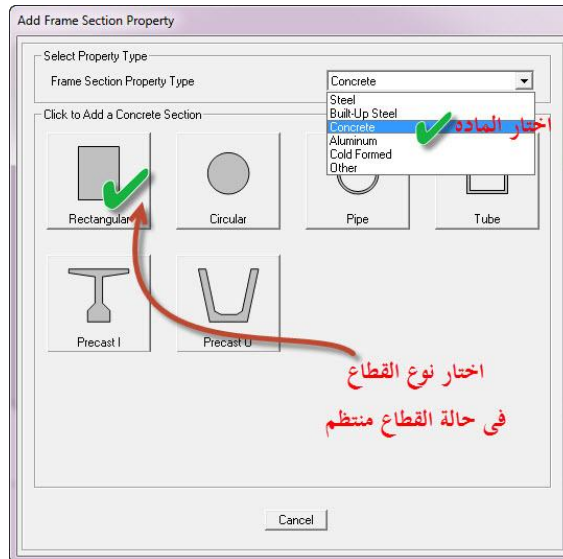 Add Frame Section Property
Select Property Type
Frame Section Property Type
Concrete
Steel
Built-Up Steel
Concrete
Aluminum
Cold Formed
Other
اختار الماده
Click to Add a Concrete Section
Rectangular
Circular
Pipe
Tube
Precast I
Precast U
اختار نوع القطاع
فى حالة القطاع منتظم
Cancel